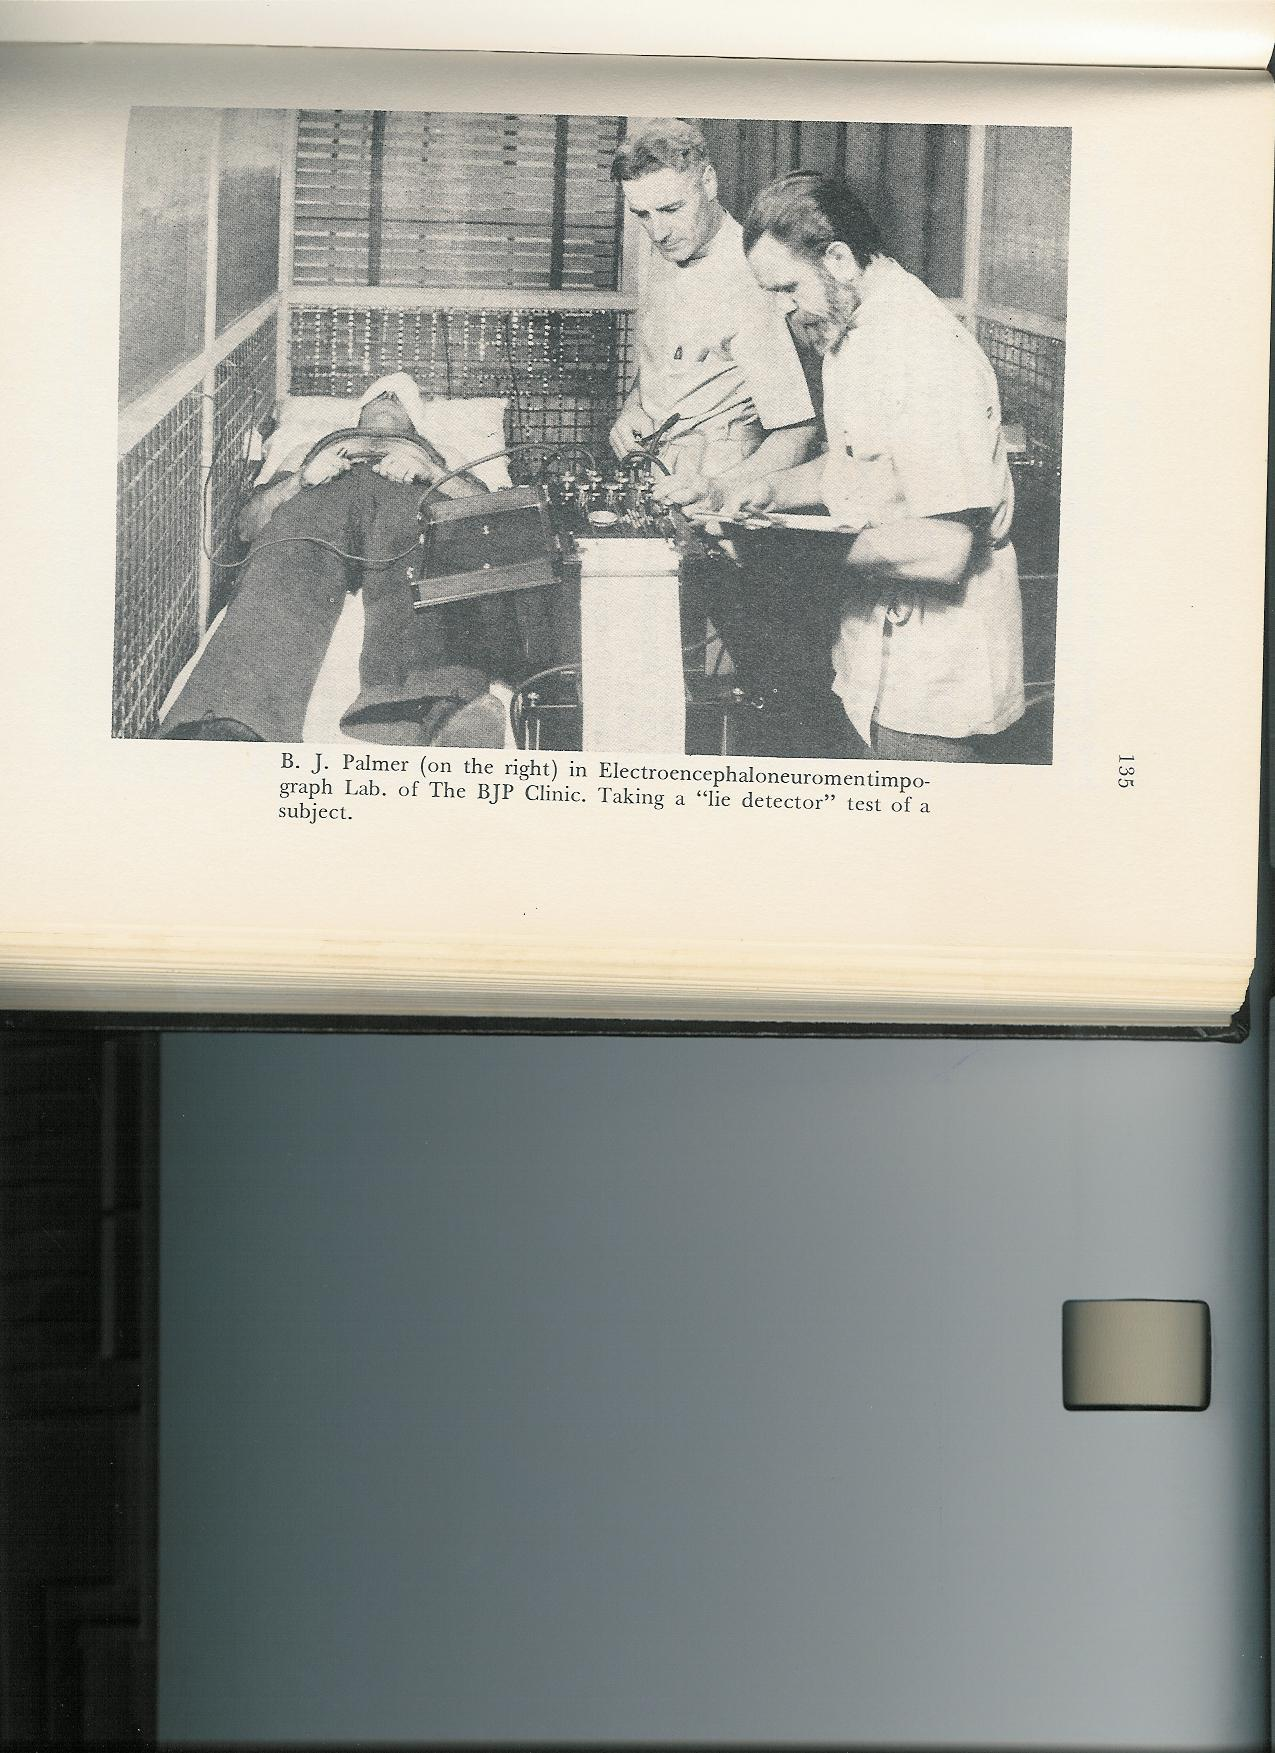 B. J. Palmer (on the right) in Electroencephaloneuromentimpo-
graph Lab. of The BJP Clinic. Taking a “lie detector” test of a
subject.
135